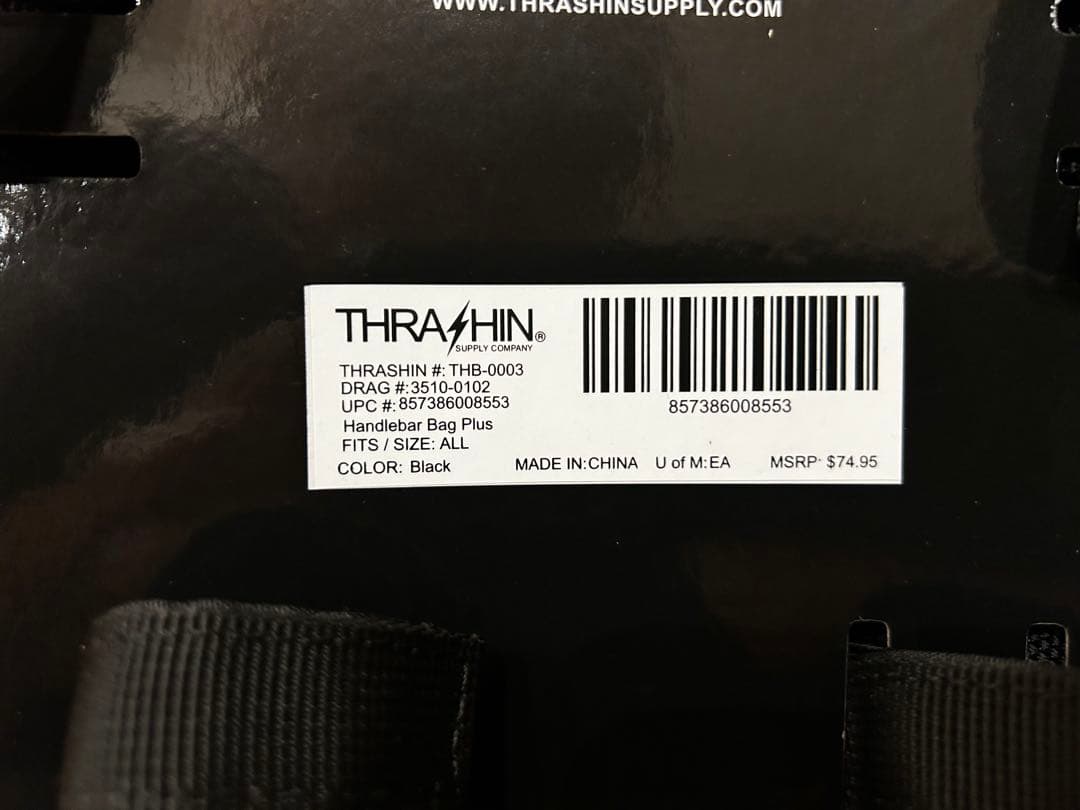 WWW.THRASHINSUPPLY.COM
THRASHIN®
SUPPLY COMPANY
THRASHIN #: THB-0003
DRAG #:3510-0102
UPC #: 857386008553
857386008553
Handlebar Bag Plus
FITS / SIZE: ALL
COLOR: Black MADE IN:CHINA U of M:EA MSRP: $74.95